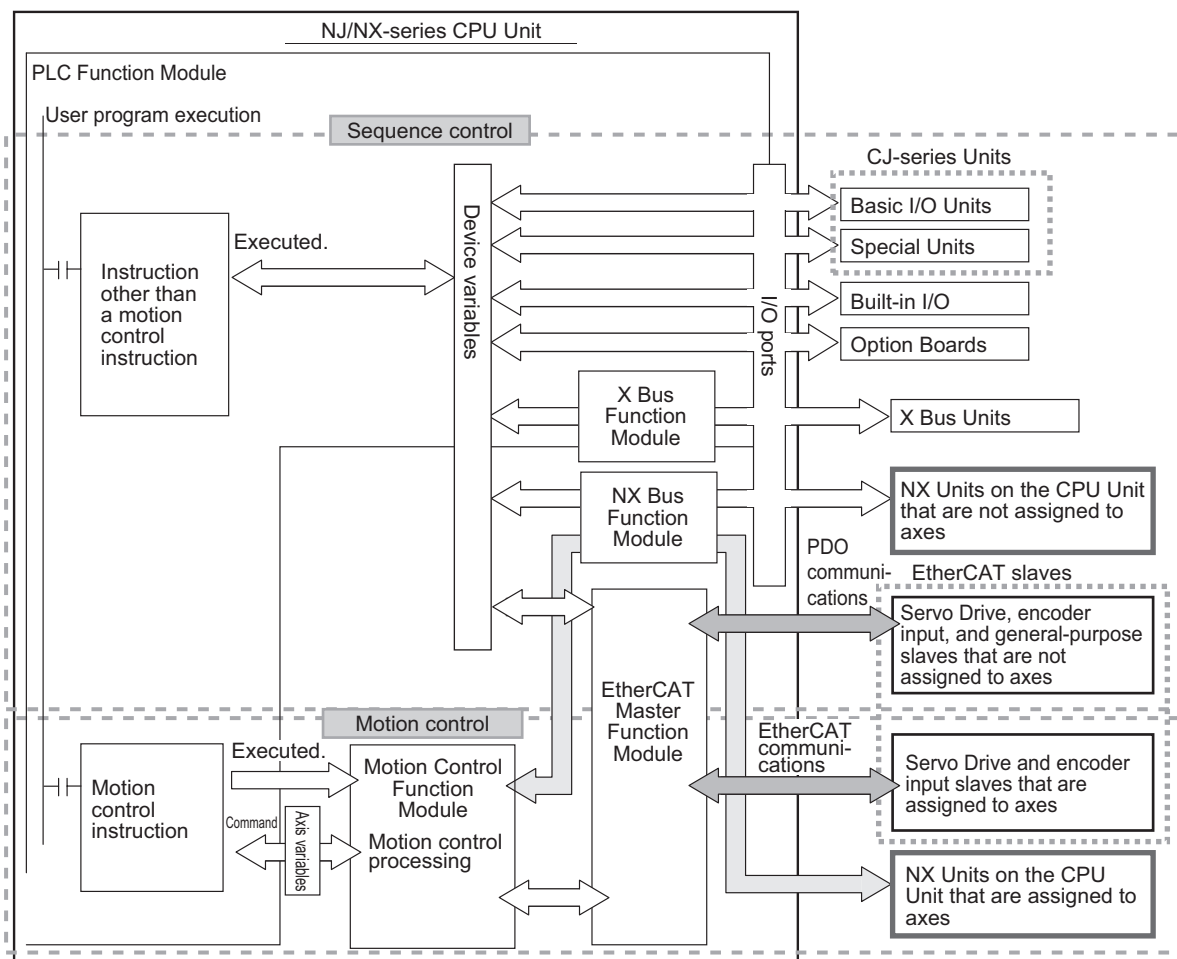 NJ/NX-series CPU Unit
PLC Function Module
User program execution
Sequence control
CJ-series Units
Basic I/O Units
Special Units
Built-in I/O
Option Boards
Executed.
Instruction
other than
a motion
control
instruction
Device variables
I/O ports
X Bus
Function
Module
X Bus Units
NX Bus
Function
Module
NX Units on the CPU Unit
that are not assigned to
axes
PDO
communi-
cations
EtherCAT slaves
Servo Drive, encoder
input, and general-purpose
slaves that are not
assigned to axes
EtherCAT
Master
Function
Module
Motion control
Executed.
Motion
control
instruction
Command
Axis variables
Motion Control
Function
Module
Motion control
processing
EtherCAT
communi-
cations
Servo Drive and encoder
input slaves that are
assigned to axes
NX Units on the CPU
Unit that are assigned to
axes